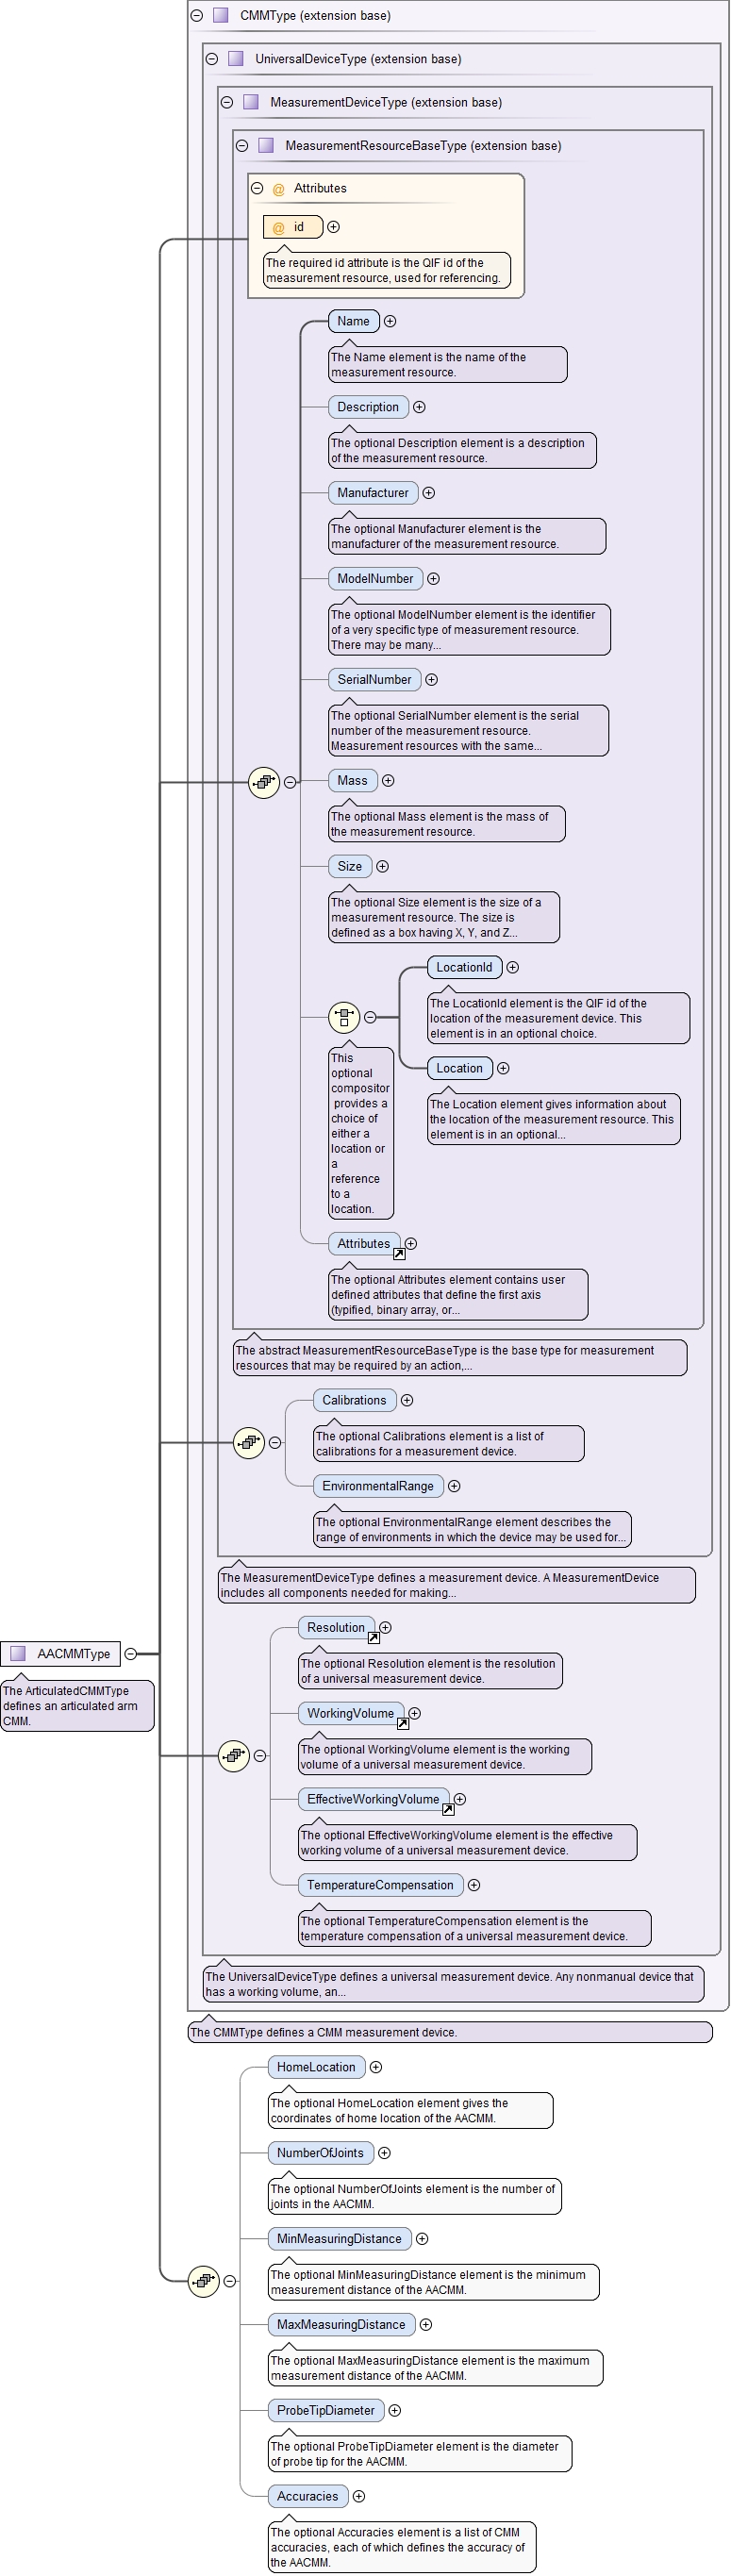 CMMType (extension base)
UniversalDeviceType (extension base)
MeasurementDeviceType (extension base)
MeasurementResourceBaseType (extension base)
@ Attributes
@ id
The required id attribute is the QIF id of the
measurement resource, used for referencing.
Name
The Name element is the name of the
measurement resource.
Description
The optional Description element is a description
of the measurement resource.
Manufacturer
The optional Manufacturer element is the
manufacturer of the measurement resource.
ModelNumber
The optional ModelNumber element is the identifier
of a very specific type of measurement resource.
There may be many...
SerialNumber
The optional SerialNumber element is the serial
number of the measurement resource.
Measurement resources with the same...
Mass
The optional Mass element is the mass of
the measurement resource.
Size
The optional Size element is the size of a
measurement resource. The size is
defined as a box having X, Y, and Z...
LocationId
The LocationId element is the QIF id of the
location of the measurement device. This
element is in an optional choice.
This
optional
compositor
provides a
choice of
either a
location or
a
reference
to a
location.
Location
The Location element gives information about
the location of the measurement resource. This
element is in an optional...
Attributes
The optional Attributes element contains user
defined attributes that define the first axis
(typified, binary array, or...
The abstract MeasurementResourceBaseType is the base type for measurement
resources that may be required by an action,...
Calibrations
The optional Calibrations element is a list of
calibrations for a measurement device.
EnvironmentalRange
The optional EnvironmentalRange element describes the
range of environments in which the device may be used for...
The MeasurementDeviceType defines a measurement device. A MeasurementDevice
includes all components needed for making...
AACMMType
The ArticulatedCMMType
defines an articulated arm
CMM.
Resolution
The optional Resolution element is the resolution
of a universal measurement device.
WorkingVolume
The optional WorkingVolume element is the working
volume of a universal measurement device.
EffectiveWorkingVolume
The optional EffectiveWorkingVolume element is the effective
working volume of a universal measurement device.
TemperatureCompensation
The optional TemperatureCompensation element is the
temperature compensation of a universal measurement device.
The UniversalDeviceType defines a universal measurement device. Any nonmanual device that
has a working volume, an...
The CMMType defines a CMM measurement device.
HomeLocation
The optional HomeLocation element gives the
coordinates of home location of the AACMM.
NumberOfJoints
The optional NumberOfJoints element is the number of
joints in the AACMM.
MinMeasuringDistance
The optional MinMeasuringDistance element is the minimum
measurement distance of the AACMM.
MaxMeasuringDistance
The optional MaxMeasuringDistance element is the maximum
measurement distance of the AACMM.
ProbeTipDiameter
The optional ProbeTipDiameter element is the diameter
of probe tip for the AACMM.
Accuracies
The optional Accuracies element is a list of CMM
accuracies, each of which defines the accuracy of
the AACMM.